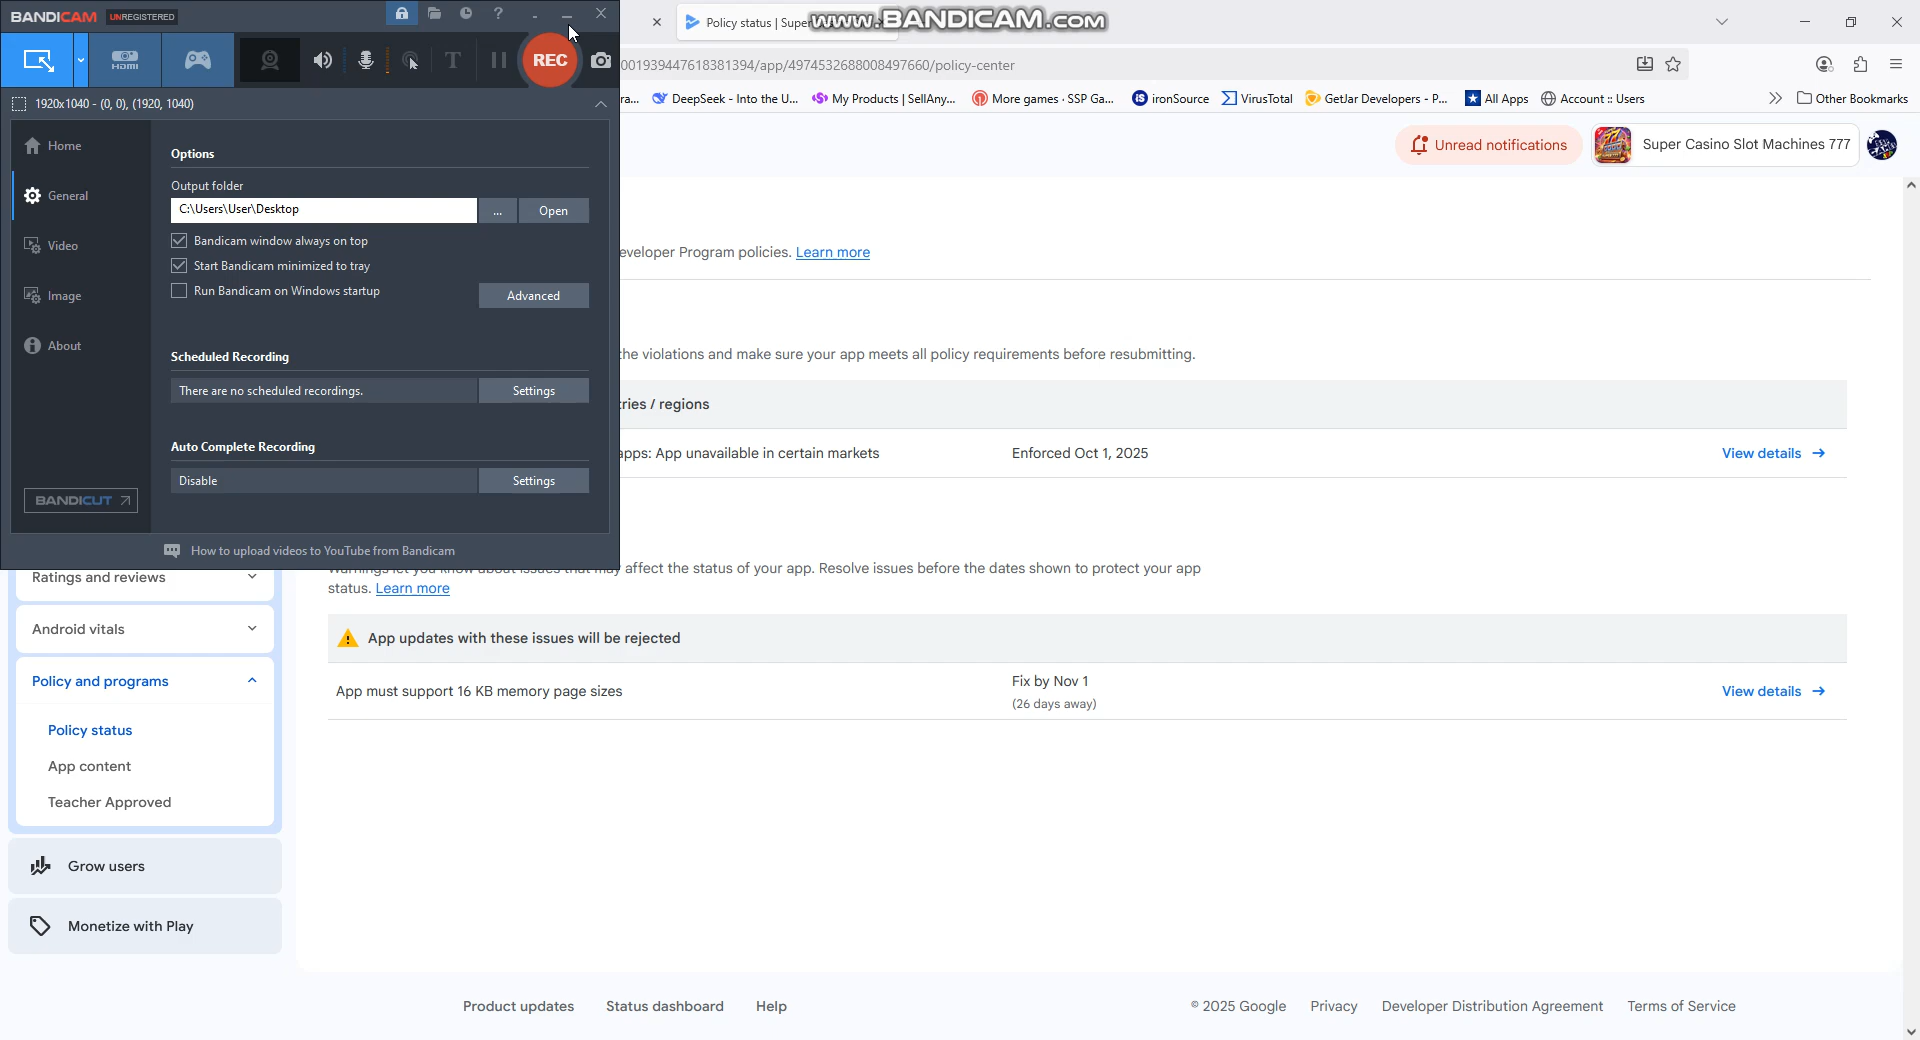 BANDICAM UNREGISTERED
REC
1920x1040 - (0, 0), (1920, 1040)
Home
General
Video
Image
About
BANDICUT
Options
Output folder
C:\Users\User\Desktop
...
Open
Bandicam window always on top
Start Bandicam minimized to tray
Run Bandicam on Windows startup
Advanced
Scheduled Recording
There are no scheduled recordings.
Settings
Auto Complete Recording
Disable
Settings
How to upload videos to YouTube from Bandicam
Policy status | Super
www.BANDICAM.com
001939447618381394/app/4974532688008497660/policy-center
ra...
DeepSeek - Into the U...
My Products | SellAny...
More games - SSP Ga...
ironSource
VirusTotal
GetJar Developers - P...
All Apps
Account :: Users
Other Bookmarks
Unread notifications
Super Casino Slot Machines 777
eveloper Program policies. Learn more
the violations and make sure your app meets all policy requirements before resubmitting.
tries / regions
apps: App unavailable in certain markets
Enforced Oct 1, 2025
View details
Warnings let you know about issues that may affect the status of your app. Resolve issues before the dates shown to protect your app
status. Learn more
App updates with these issues will be rejected
App must support 16 KB memory page sizes
Fix by Nov 1
(26 days away)
View details
Ratings and reviews
Android vitals
Policy and programs
Policy status
App content
Teacher Approved
Grow users
Monetize with Play
Product updates
Status dashboard
Help
© 2025 Google
Privacy
Developer Distribution Agreement
Terms of Service